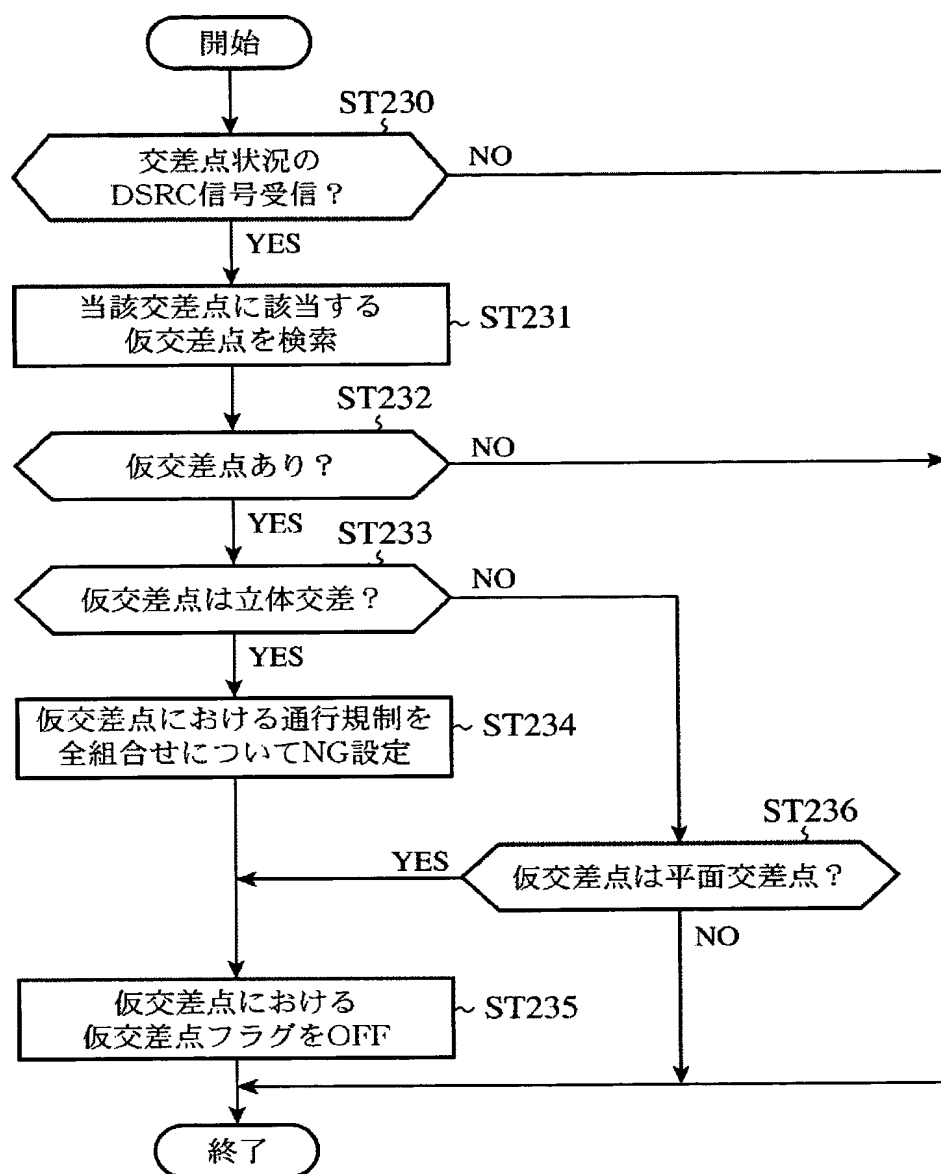 開始
ST230
交差点状況の
DSRC信号受信？
NO
YES
当該交差点に該当する
仮交差点を検索
ST231
ST232
仮交差点あり？
NO
YES
ST233
仮交差点は立体交差？
NO
YES
仮交差点における通行規制を
全組合せについてNG設定
ST234
ST236
仮交差点は平面交差点？
YES
NO
仮交差点における
仮交差点フラグをOFF
ST235
終了